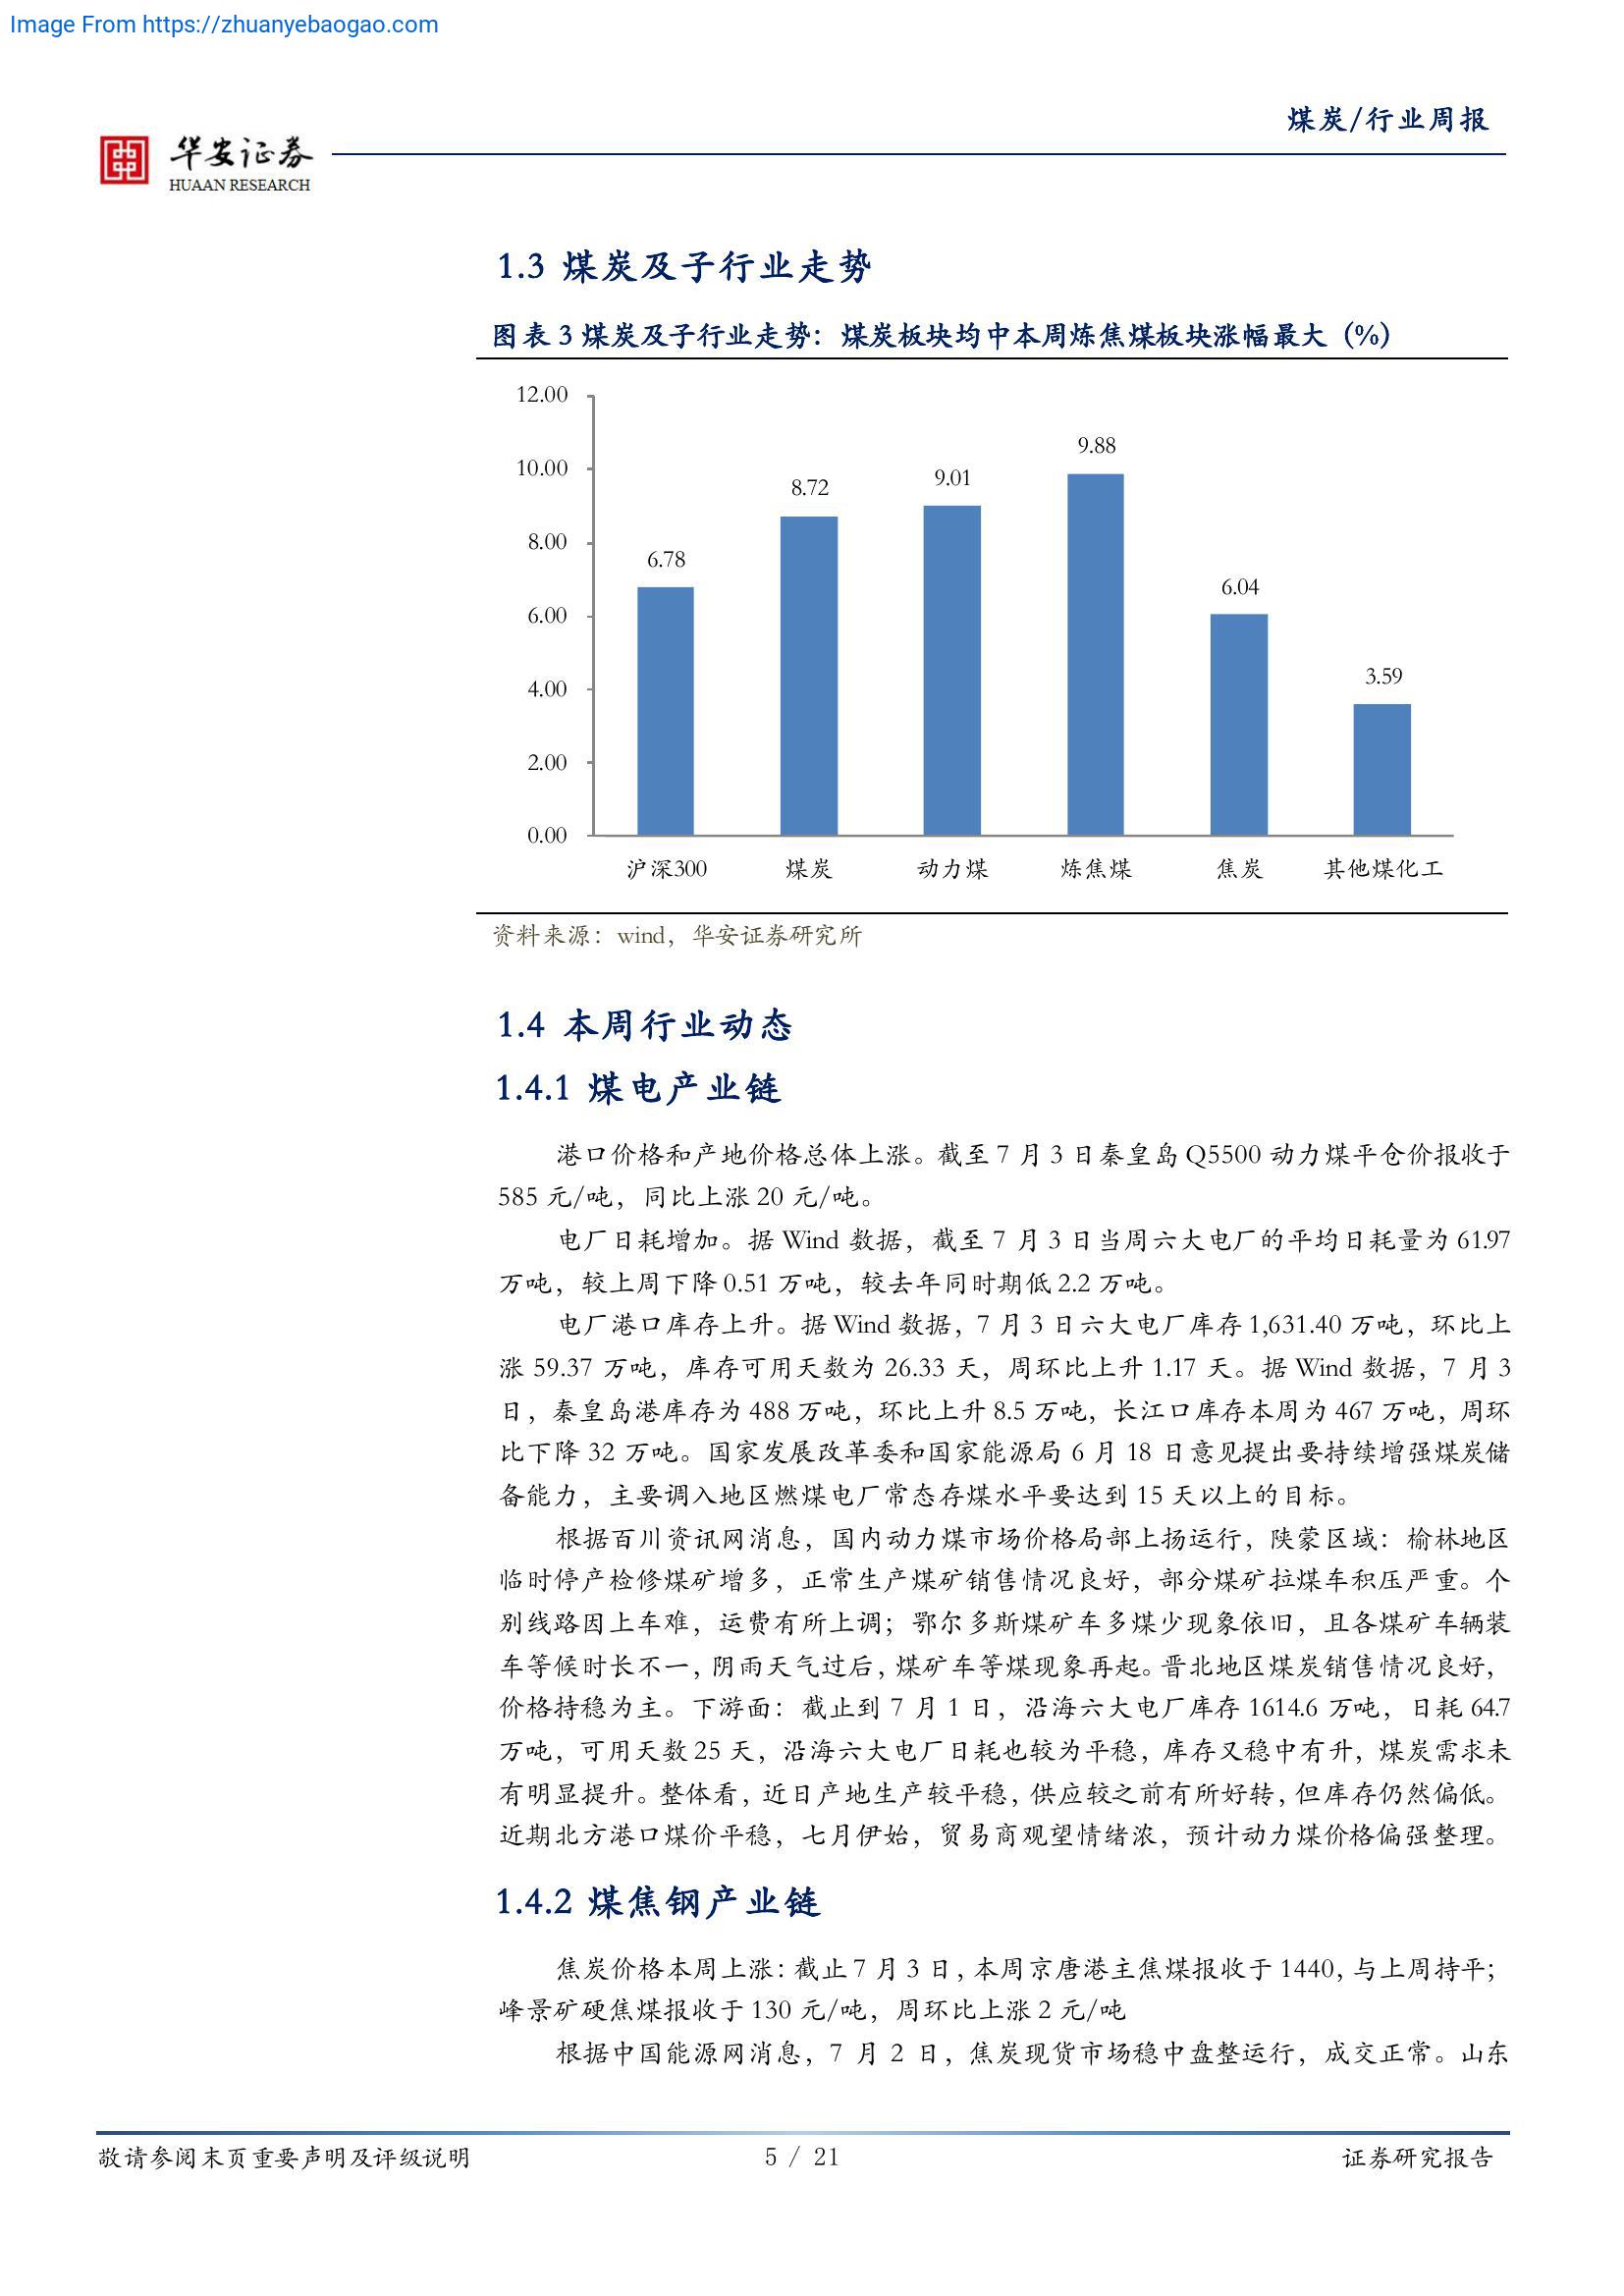 Image From https://zhuanyebaogao.com
煤炭/行业周报
华安证券
HUAAN RESEARCH
1.3 煤炭及子行业走势
图表 3 煤炭及子行业走势：煤炭板块均中本周炼焦煤板块涨幅最大（%）
12.00
10.00
8.00
6.00
4.00
2.00
0.00
6.78
8.72
9.01
9.88
6.04
3.59
沪深300 煤炭 动力煤 炼焦煤 焦炭 其他煤化工
资料来源：wind，华安证券研究所
1.4 本周行业动态
1.4.1 煤电产业链
港口价格和产地价格总体上涨。截至 7 月 3 日秦皇岛 Q5500 动力煤平仓价报收于
585 元/吨，同比上涨 20 元/吨。
电厂日耗增加。据 Wind 数据，截至 7 月 3 日当周六大电厂的平均日耗量为 61.97
万吨，较上周下降 0.51 万吨，较去年同时期低 2.2 万吨。
电厂港口库存上升。据 Wind 数据，7 月 3 日六大电厂库存 1,631.40 万吨，环比上
涨 59.37 万吨，库存可用天数为 26.33 天，周环比上升 1.17 天。据 Wind 数据，7 月 3
日，秦皇岛港库存为 488 万吨，环比上升 8.5 万吨，长江口库存本周为 467 万吨，周环
比下降 32 万吨。国家发展改革委和国家能源局 6 月 18 日意见提出要持续增强煤炭储
备能力，主要调入地区燃煤电厂常态存煤水平要达到 15 天以上的目标。
根据百川资讯网消息，国内动力煤市场价格局部上扬运行，陕蒙区域：榆林地区
临时停产检修煤矿增多，正常生产煤矿销售情况良好，部分煤矿拉煤车积压严重。个
别线路因上车难，运费有所上调；鄂尔多斯煤矿车多煤少现象依旧，且各煤矿车辆装
车等候时长不一，阴雨天气过后，煤矿车等煤现象再起。晋北地区煤炭销售情况良好，
价格持稳为主。下游面：截止到 7 月 1 日，沿海六大电厂库存 1614.6 万吨，日耗 64.7
万吨，可用天数 25 天，沿海六大电厂日耗也较为平稳，库存又稳中有升，煤炭需求未
有明显提升。整体看，近日产地生产较平稳，供应较之前有所好转，但库存仍然偏低。
近期北方港口煤价平稳，七月伊始，贸易商观望情绪浓，预计动力煤价格偏强整理。
1.4.2 煤焦钢产业链
焦炭价格本周上涨：截止 7 月 3 日，本周京唐港主焦煤报收于 1440，与上周持平；
峰景矿硬焦煤报收于 130 元/吨，周环比上涨 2 元/吨
根据中国能源网消息，7 月 2 日，焦炭现货市场稳中盘整运行，成交正常。山东
敬请参阅末页重要声明及评级说明
5 / 21
证券研究报告